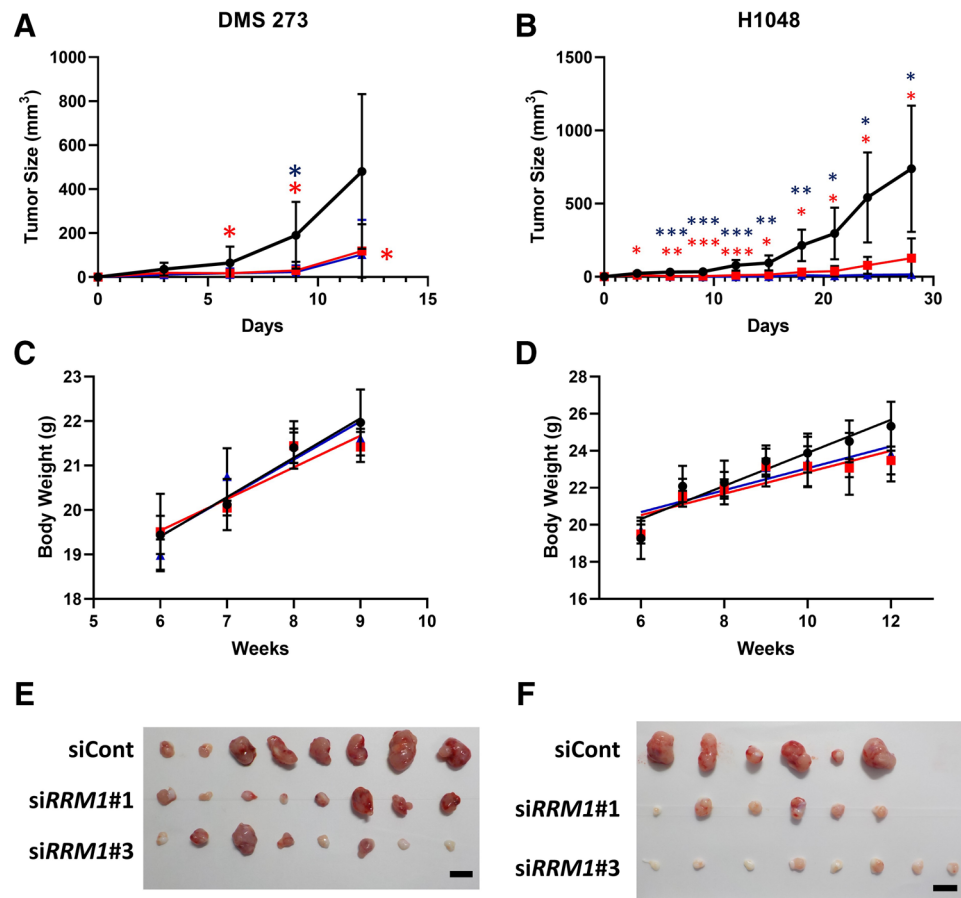 A
DMS 273
Tumor Size (mm3)
1000
800
600
400
200
0
*
*
*
*
0
5
10
15
Days
B
H1048
Tumor Size (mm3)
1500
1000
500
0
*
***
**
***
***
***
***
**
*
**
*
*
*
*
*
*
*
0
10
20
30
Days
C
Body Weight (g)
23
22
21
20
19
18
5
6
7
8
9
10
Weeks
D
Body Weight (g)
28
26
24
22
20
18
16
6
8
10
12
Weeks
E
siCont
siRRM1#1
siRRM1#3
F
siCont
siRRM1#1
siRRM1#3